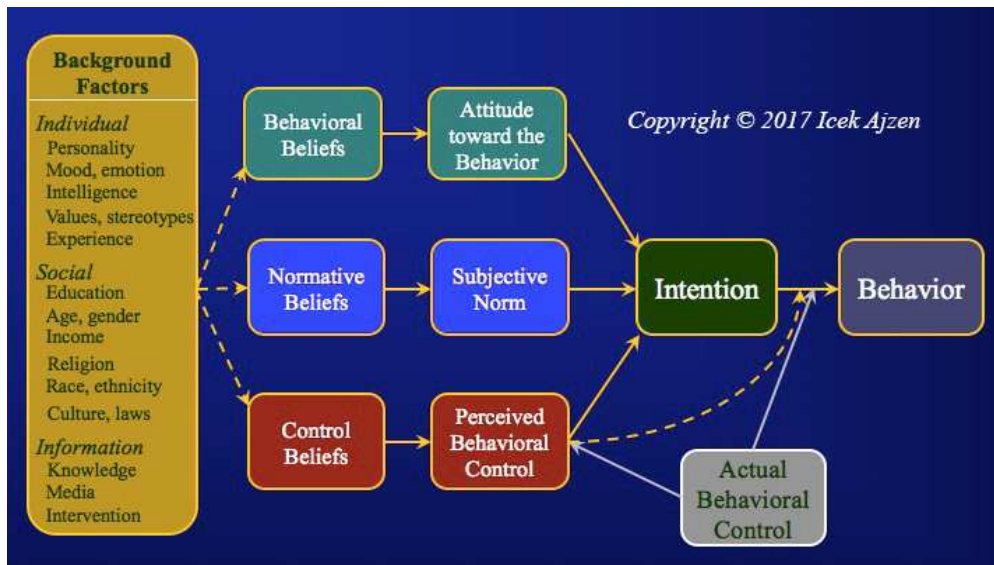 Background
Factors
Individual
Personality
Mood, emotion
Intelligence
Values, stereotypes
Experience
Social
Education
Age, gender
Income
Religion
Race, ethnicity
Culture, laws
Information
Knowledge
Media
Intervention
Behavioral
Beliefs
Attitude
toward the
Behavior
Copyright © 2017 Icek Ajzen
Normative
Beliefs
Subjective
Norm
Intention
Behavior
Control
Beliefs
Perceived
Behavioral
Control
Actual
Behavioral
Control